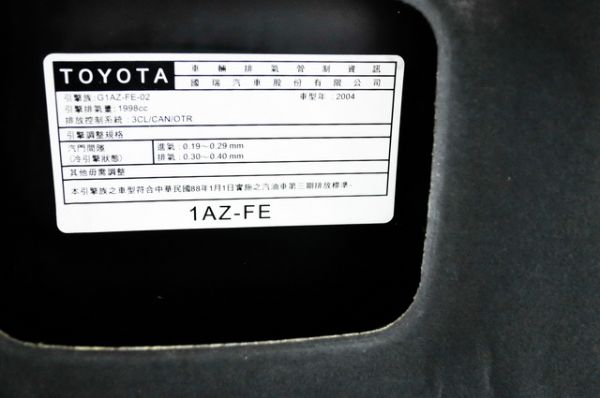 TOYOTA
車輛排氣管制資訊
國瑞汽車股份有限公司
引擎族:G1AZ-FE-02 車型年:2004
引擎排氣量:1998cc
排放控制系統:3CL/CAN/OTR
引擎調整規格
汽門間隙 進氣:0.19～0.29 mm
(冷引擎狀態) 排氣:0.30～0.40 mm
其他毋需調整
本引擎族之車型符合中華民國88年1月1日實施之汽油車第三期排放標準。
1AZ-FE